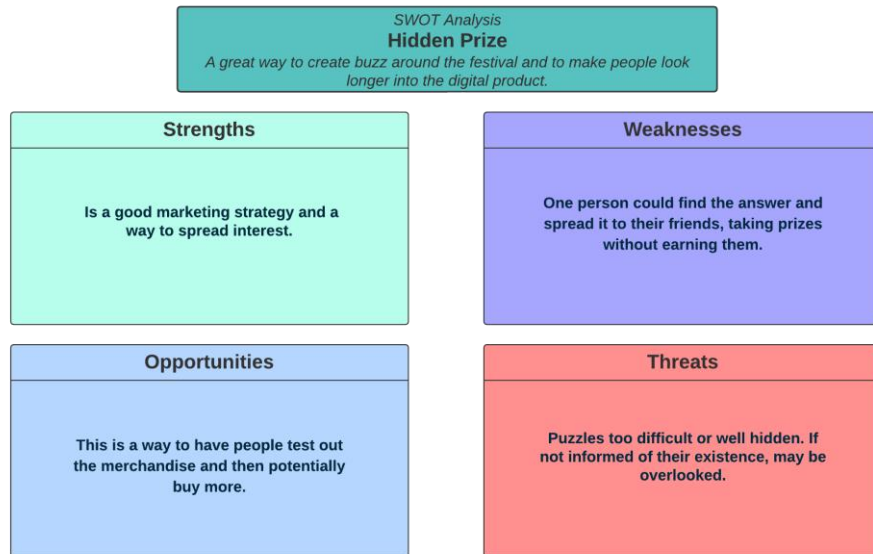 SWOT Analysis
Hidden Prize
A great way to create buzz around the festival and to make people look
longer into the digital product.
Strengths
Is a good marketing strategy and a
way to spread interest.
Weaknesses
One person could find the answer and
spread it to their friends, taking prizes
without earning them.
Opportunities
This is a way to have people test out
the merchandise and then potentially
buy more.
Threats
Puzzles too difficult or well hidden. If
not informed of their existence, may be
overlooked.